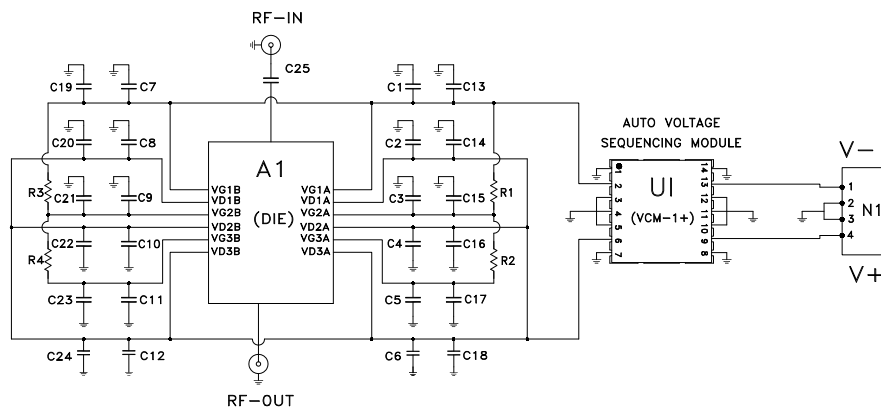 RF-IN
C25
C19
C7
C1
C13
C20
C8
C2
C14
R3
C21
C9
C3
C15
R1
C22
C10
C4
C16
R4
R2
C23
C11
C5
C17
C24
C12
C6
C18
A1
(DIE)
VG1B
VD1B
VG2B
VD2B
VG3B
VD3B
VG1A
VD1A
VG2A
VD2A
VG3A
VD3A
RF-OUT
AUTO VOLTAGE
SEQUENCING MODULE
U1
(VCM-1+)
1
2
3
4
5
6
7
14
13
12
11
10
9
8
V-
1
2
3
4
N1
V+